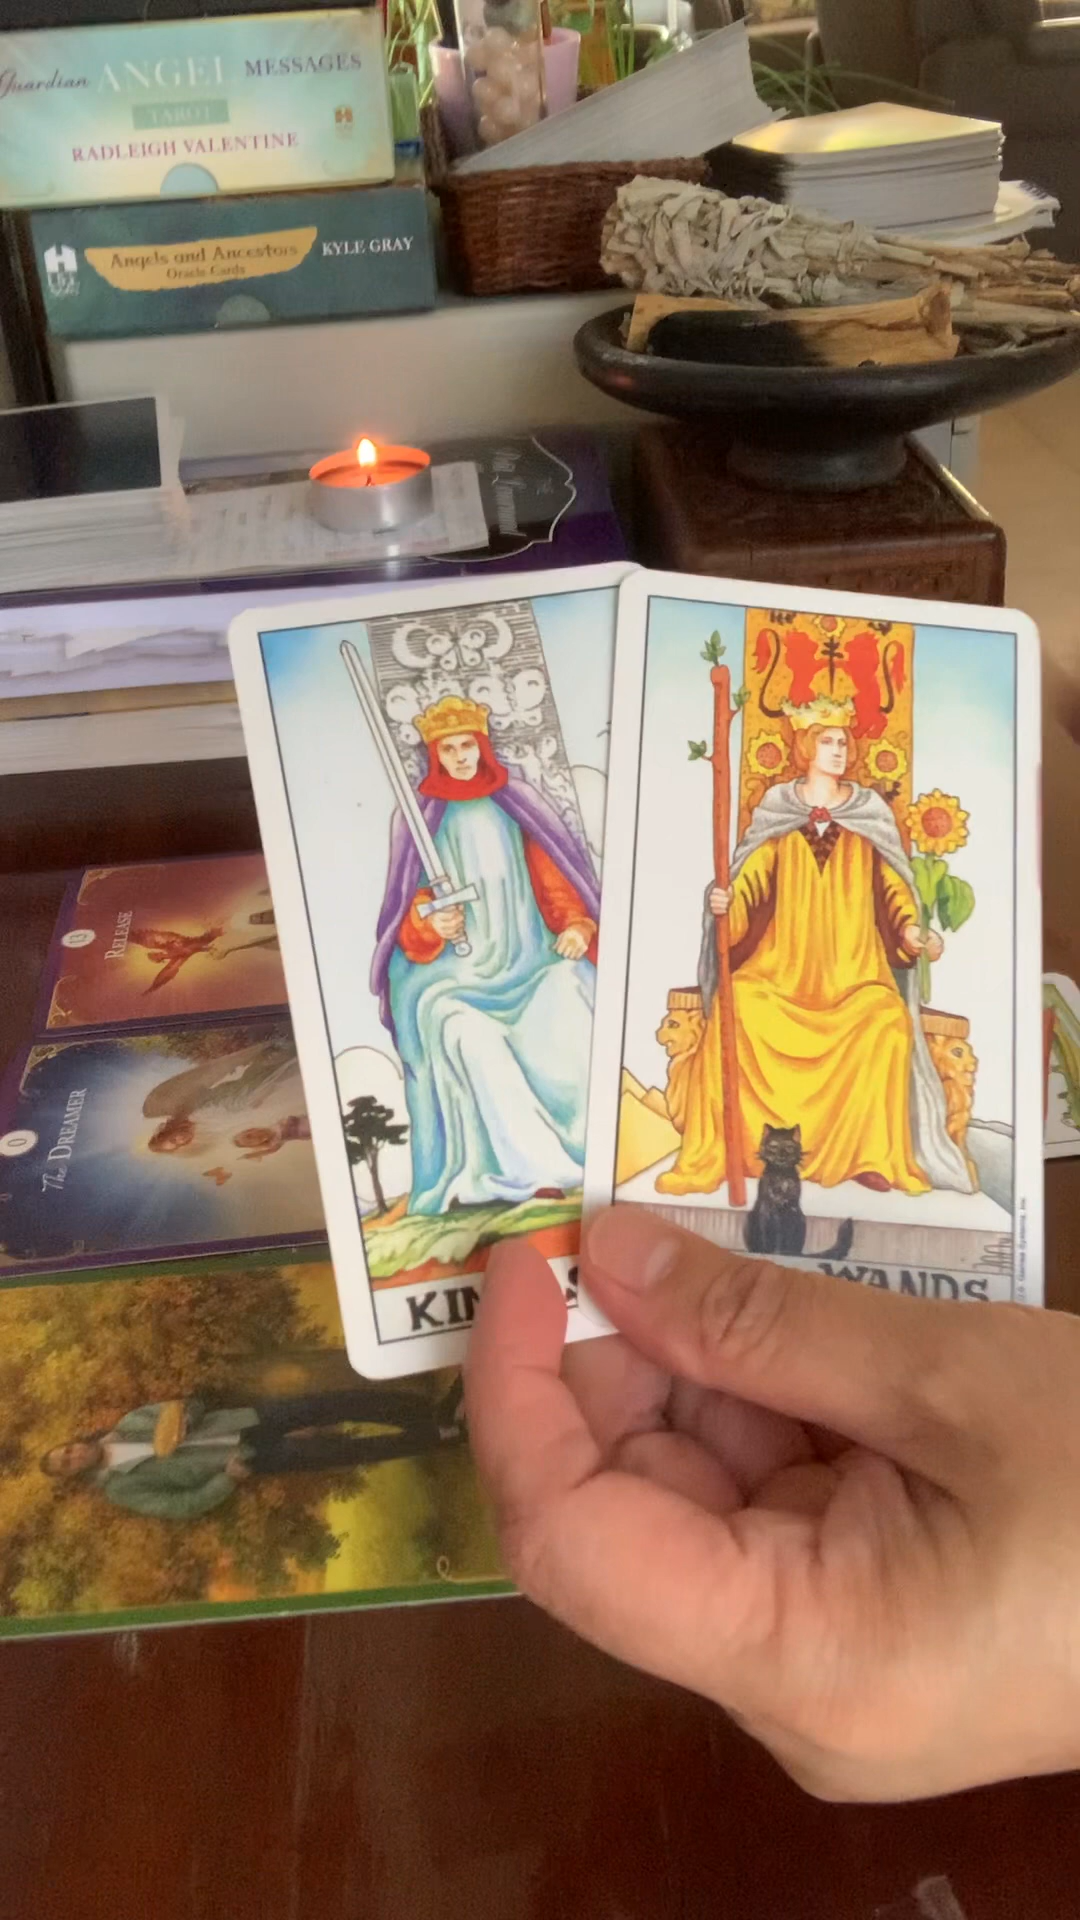 Guardian ANGEL MESSAGES
TAROT
RADLEIGH VALENTINE
Angels and Ancestors
Oracle Cards
KYLE GRAY
13
RELEASE
0
The DREAMER
KIN
WANDS